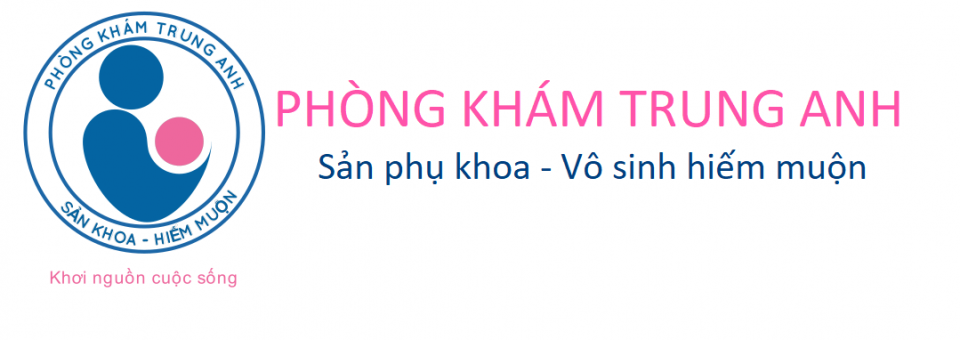 PHÒNG KHÁM TRUNG ANH
SẢN KHOA - HIẾM MUỘN
Khơi nguồn cuộc sống
PHÒNG KHÁM TRUNG ANH
Sản phụ khoa - Vô sinh hiếm muộn